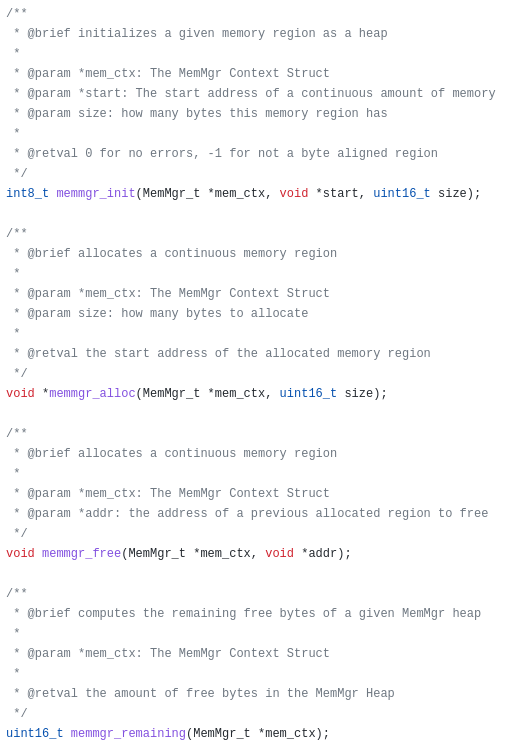 /**
 * @brief initializes a given memory region as a heap
 *
 * @param *mem_ctx: The MemMgr Context Struct
 * @param *start: The start address of a continuous amount of memory
 * @param size: how many bytes this memory region has
 *
 * @retval 0 for no errors, -1 for not a byte aligned region
 */
int8_t memmgr_init(MemMgr_t *mem_ctx, void *start, uint16_t size);

/**
 * @brief allocates a continuous memory region
 *
 * @param *mem_ctx: The MemMgr Context Struct
 * @param size: how many bytes to allocate
 *
 * @retval the start address of the allocated memory region
 */
void *memmgr_alloc(MemMgr_t *mem_ctx, uint16_t size);

/**
 * @brief allocates a continuous memory region
 *
 * @param *mem_ctx: The MemMgr Context Struct
 * @param *addr: the address of a previous allocated region to free
 */
void memmgr_free(MemMgr_t *mem_ctx, void *addr);

/**
 * @brief computes the remaining free bytes of a given MemMgr heap
 *
 * @param *mem_ctx: The MemMgr Context Struct
 *
 * @retval the amount of free bytes in the MemMgr Heap
 */
uint16_t memmgr_remaining(MemMgr_t *mem_ctx);